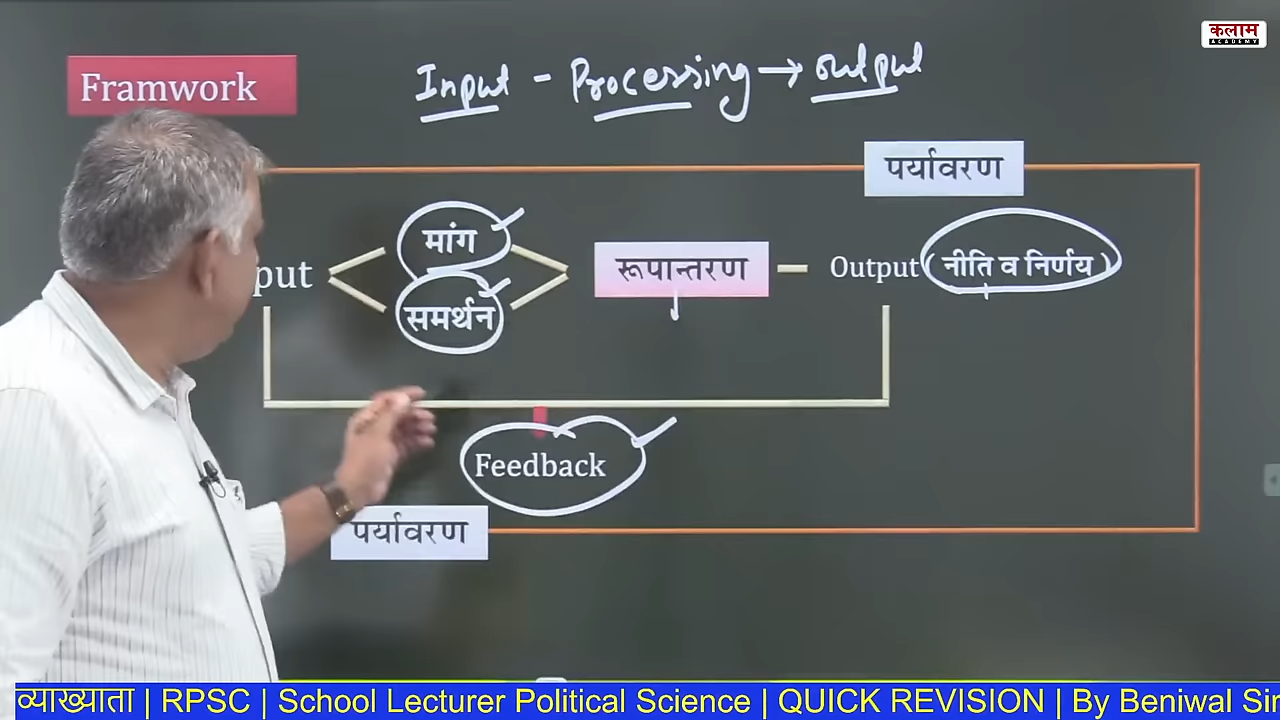 कलाम
ACADEMY
Framwork
Input - Processing → output
पर्यावरण
put
मांग
समर्थन
रूपान्तरण
Output ( नीति व निर्णय )
Feedback
पर्यावरण
व्याख्याता | RPSC | School Lecturer Political Science | QUICK REVISION | By Beniwal Sir